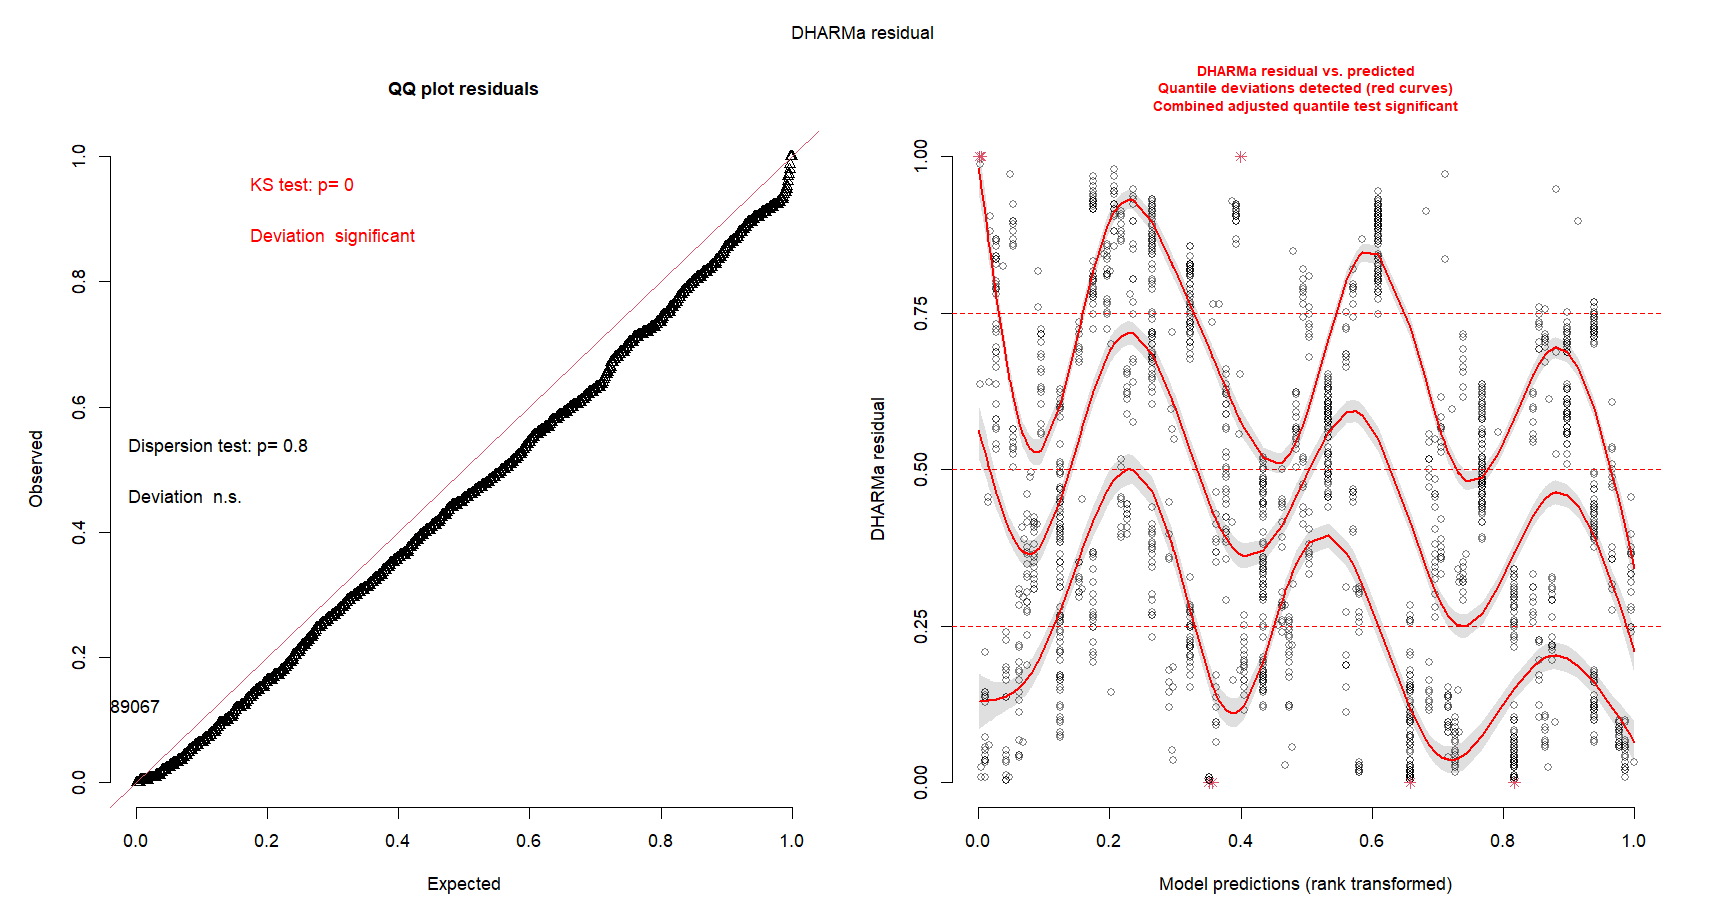 DHARMa residual
QQ plot residuals
KS test: p= 0
Deviation  significant
Dispersion test: p= 0.8
Deviation  n.s.
89067
Observed
0.0
0.2
0.4
0.6
0.8
1.0
0.0
0.2
0.4
0.6
0.8
1.0
Expected
DHARMa residual vs. predicted
Quantile deviations detected (red curves)
Combined adjusted quantile test significant
DHARMa residual
0.00
0.25
0.50
0.75
1.00
0.0
0.2
0.4
0.6
0.8
1.0
Model predictions (rank transformed)